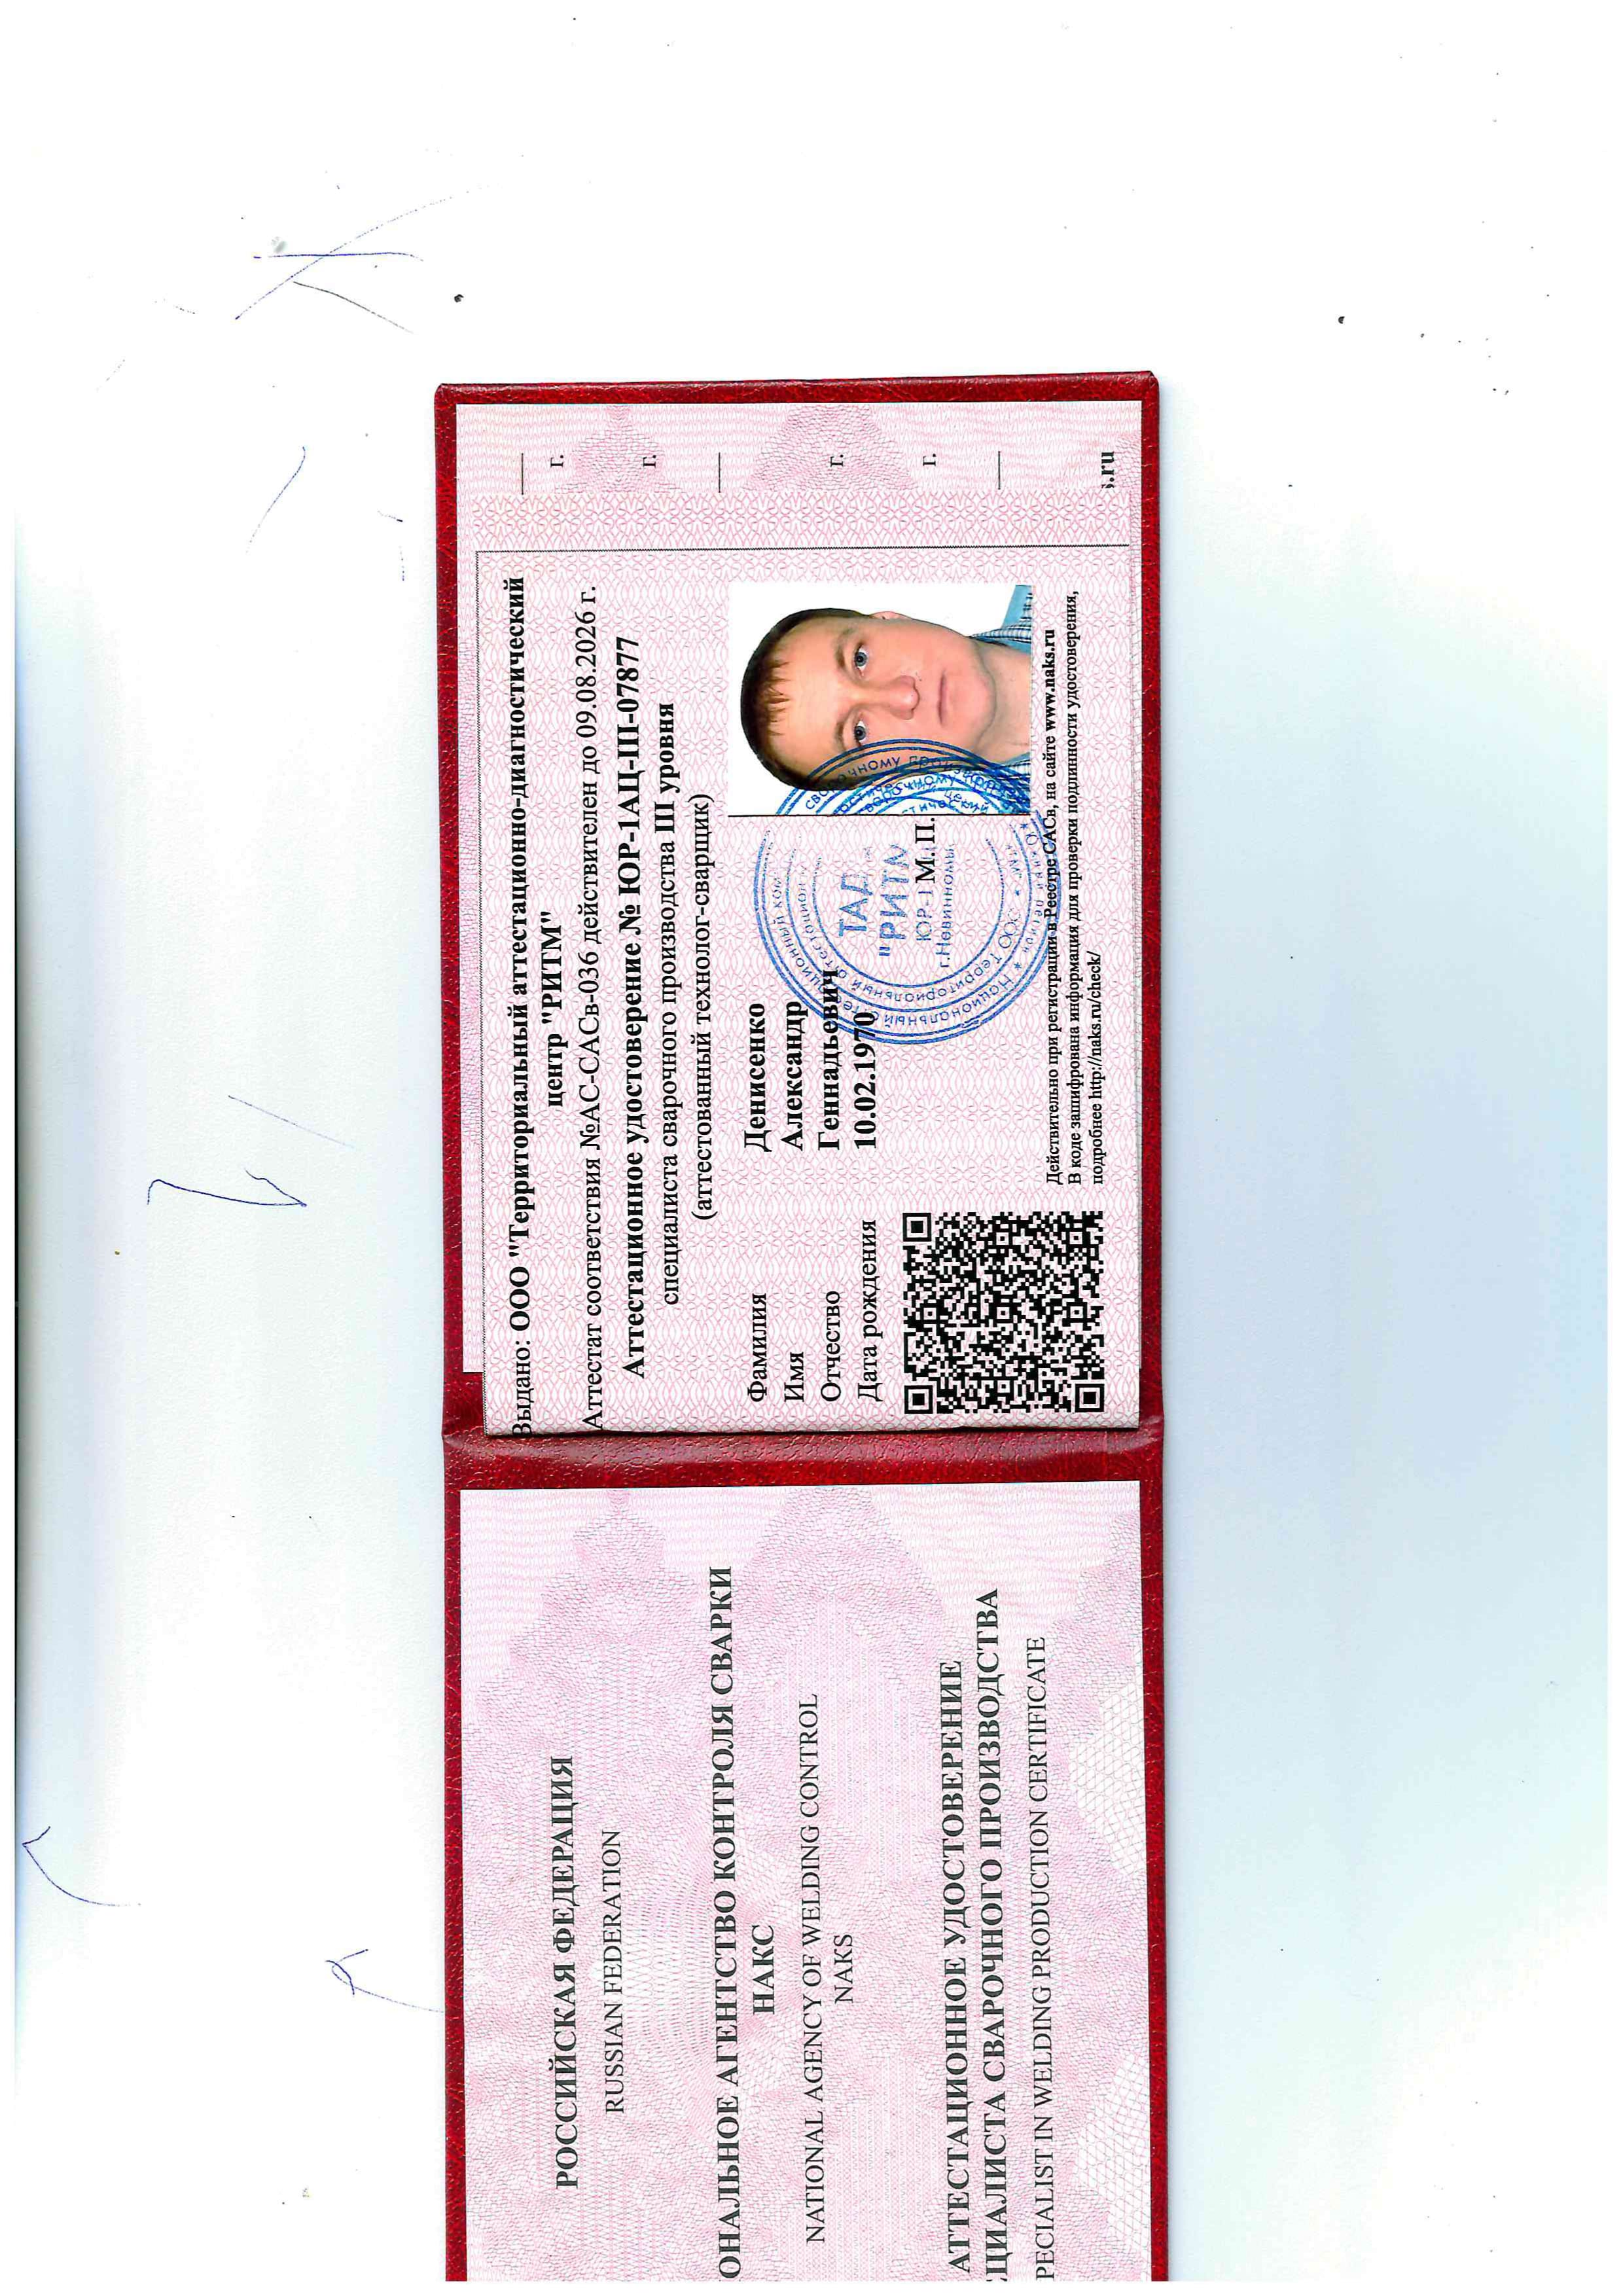 РОССИЙСКАЯ ФЕДЕРАЦИЯ
RUSSIAN FEDERATION
ОНАЛЬНОЕ АГЕНТСТВО КОНТРОЛЯ СВАРКИ
НАКС
NATIONAL AGENCY OF WELDING CONTROL
NAKS
АТТЕСТАЦИОННОЕ УДОСТОВЕРЕНИЕ
ЦИАЛИСТА СВАРОЧНОГО ПРОИЗВОДСТВА
PECIALIST IN WELDING PRODUCTION CERTIFICATE
Выдано: ООО "Территориальный аттестационно-диагностический
центр "РИТМ"
Аттестат соответствия №АС-САСв-036 действителен до 09.08.2026 г.
Аттестационное удостоверение № ЮР-1АЦ-III-07877
специалиста сварочного производства III уровня
(аттестованный технолог-сварщик)
Фамилия Денисенко
Имя Александр
Отчество Геннадьевич
Дата рождения 10.02.1970
М.П.
ТАД
"РИТМ
ЮР-1
г.Невинномы
Действительно при регистрации в Реестре САСв, на сайте www.naks.ru
В коде зашифрована информация для проверки подлинности удостоверения,
подробнее http://naks.ru/check/
г.
г.
г.
г.
s.ru